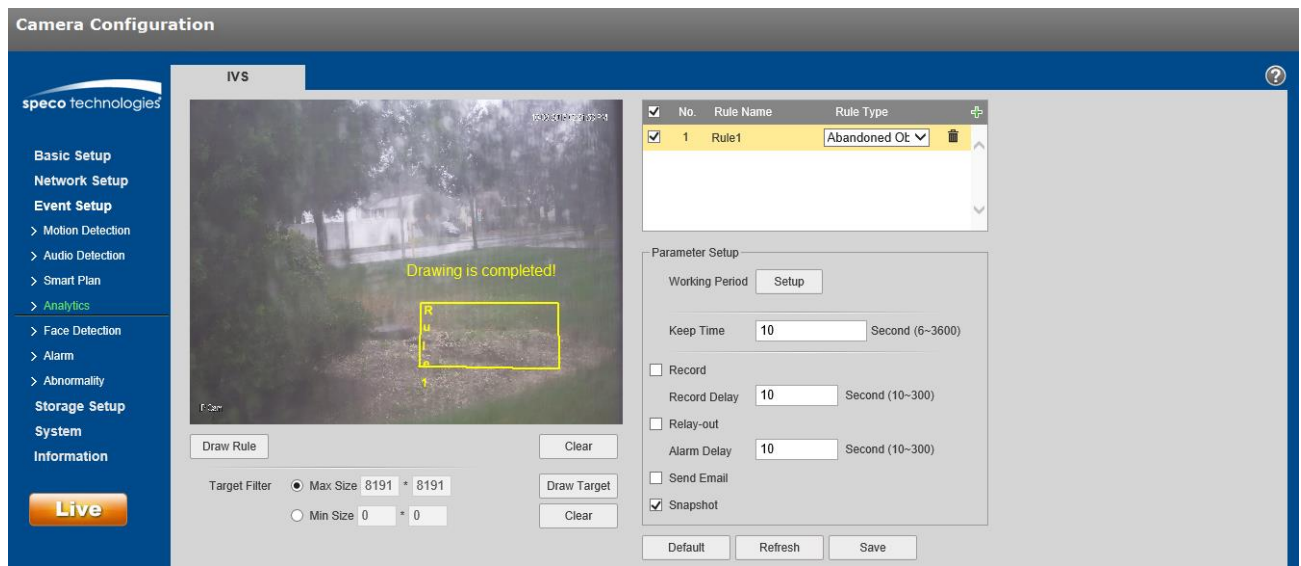 Camera Configuration
speco technologies
Basic Setup
Network Setup
Event Setup
> Motion Detection
> Audio Detection
> Smart Plan
> Analytics
> Face Detection
> Alarm
> Abnormality
Storage Setup
System
Information
Live
IVS
Drawing is completed!
Rule1
Draw Rule
Clear
Target Filter Max Size 8191 * 8191 Draw Target
Min Size 0 * 0 Clear
No. Rule Name Rule Type
1 Rule1 Abandoned Ob
Parameter Setup
Working Period Setup
Keep Time 10 Second (6~3600)
Record
Record Delay 10 Second (10~300)
Relay-out
Alarm Delay 10 Second (10~300)
Send Email
Snapshot
Default Refresh Save